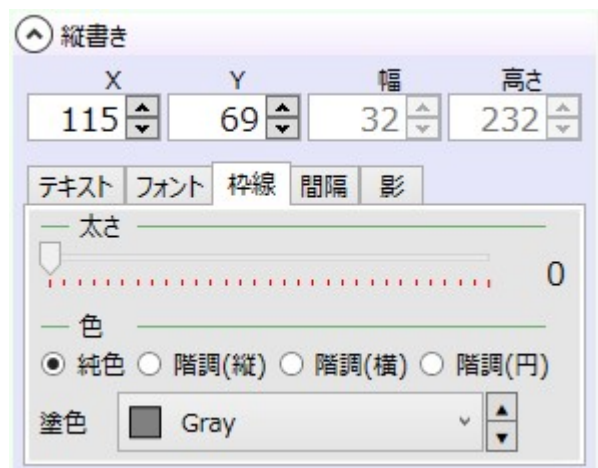 縦書き
X Y 幅 高さ
115 69 32 232
テキスト フォント 枠線 間隔 影
太さ
0
色
純色 階調(縦) 階調(横) 階調(円)
塗色 Gray